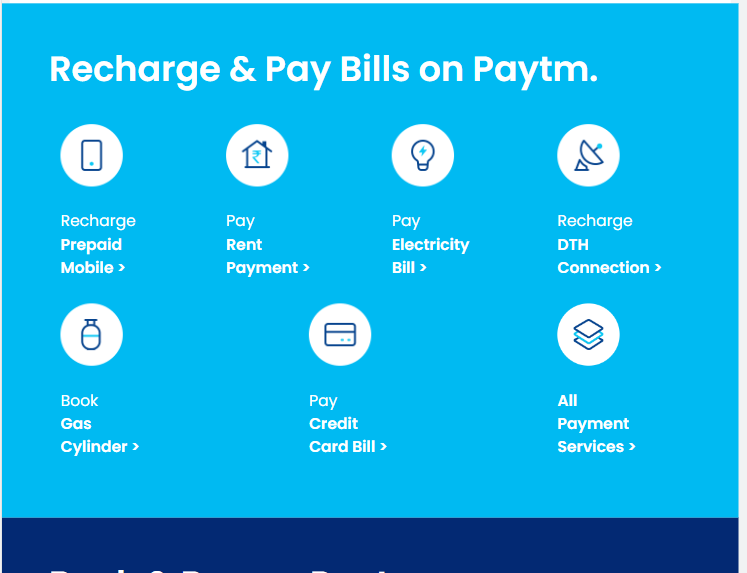 Recharge & Pay Bills on Paytm.
Recharge
Prepaid
Mobile >
Pay
Rent
Payment >
Pay
Electricity
Bill >
Recharge
DTH
Connection >
Book
Gas
Cylinder >
Pay
Credit
Card Bill >
All
Payment
Services >